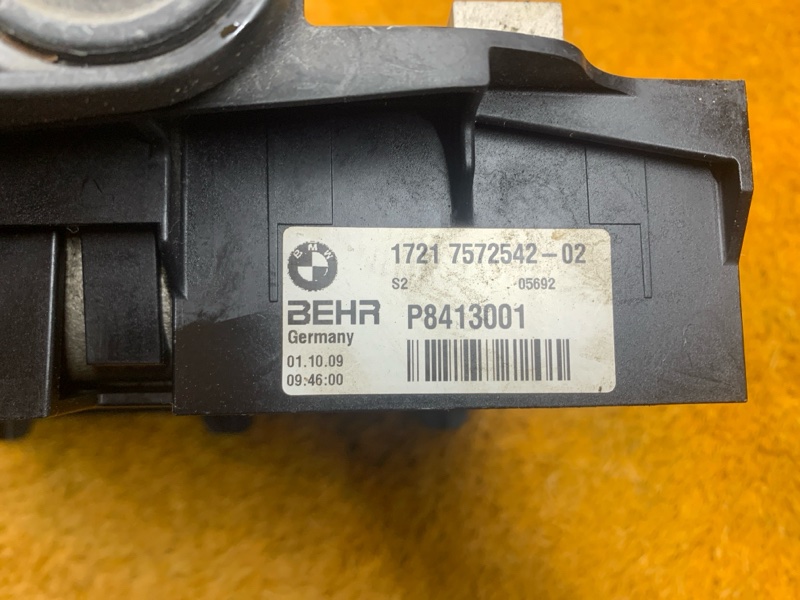 BMW
1721 7572542-02
S2 05692
BEHR P8413001
Germany
01.10.09
09:46:00